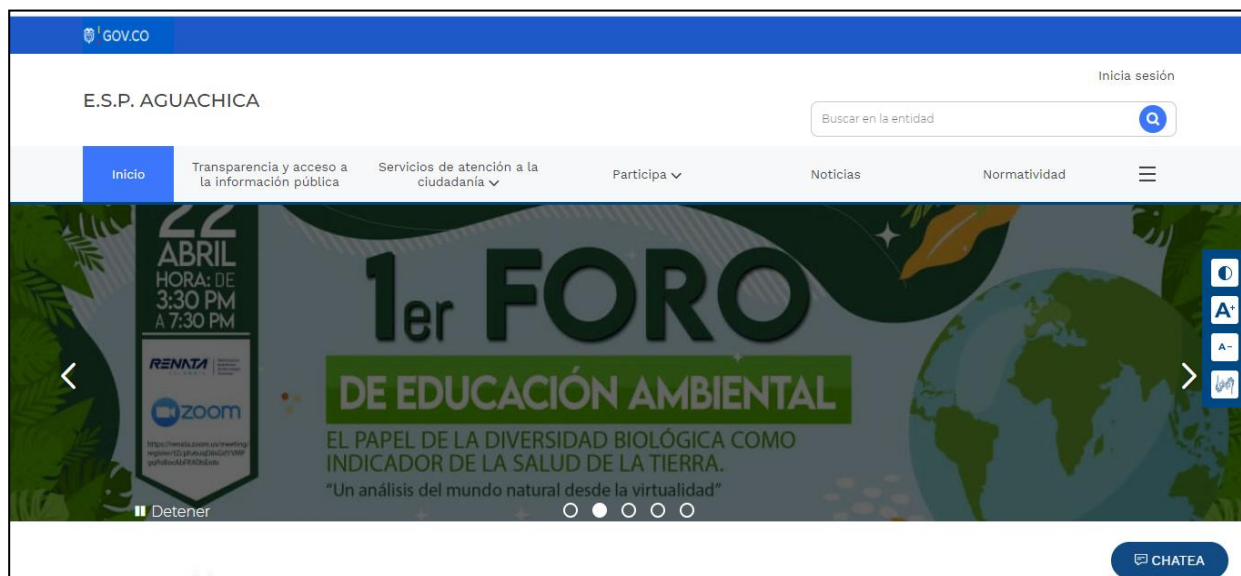 GOV.CO
Inicia sesión
E.S.P. AGUACHICA
Buscar en la entidad
Inicio
Transparencia y acceso a
la información pública
Servicios de atención a la
ciudadanía
Participa
Noticias
Normatividad
22
ABRIL
HORA: DE
3:30 PM
A 7:30 PM
RENATA
zoom
1er FORO
DE EDUCACIÓN AMBIENTAL
EL PAPEL DE LA DIVERSIDAD BIOLÓGICA COMO
INDICADOR DE LA SALUD DE LA TIERRA.
"Un análisis del mundo natural desde la virtualidad"
Detener
A+
A-
CHATEA